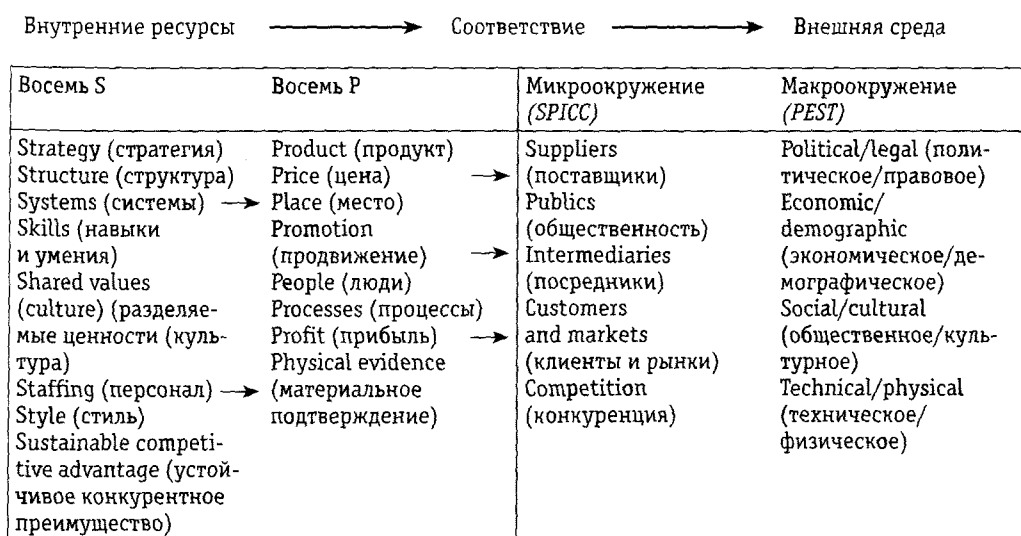 Внутренние ресурсы → Соответствие → Внешняя среда
Восемь S
Strategy (стратегия)
Structure (структура)
Systems (системы) →
Skills (навыки
и умения)
Shared values
(culture) (разделяе-
мые ценности (куль-
тура)
Staffing (персонал) →
Style (стиль)
Sustainable competi-
tive advantage (устой-
чивое конкурентное
преимущество)
Восемь P
Product (продукт)
Price (цена) →
Place (место)
Promotion
(продвижение) →
People (люди)
Processes (процессы)
Profit (прибыль) →
Physical evidence
(материальное
подтверждение)
Микроокружение
(SPICC)
Suppliers
(поставщики)
Publics
(общественность)
Intermediaries
(посредники)
Customers
and markets
(клиенты и рынки)
Competition
(конкуренция)
Макроокружение
(PEST)
Political/legal (поли-
тическое/правовое)
Economic/
demographic
(экономическое/де-
мографическое)
Social/cultural
(общественное/куль-
турное)
Technical/physical
(техническое/
физическое)